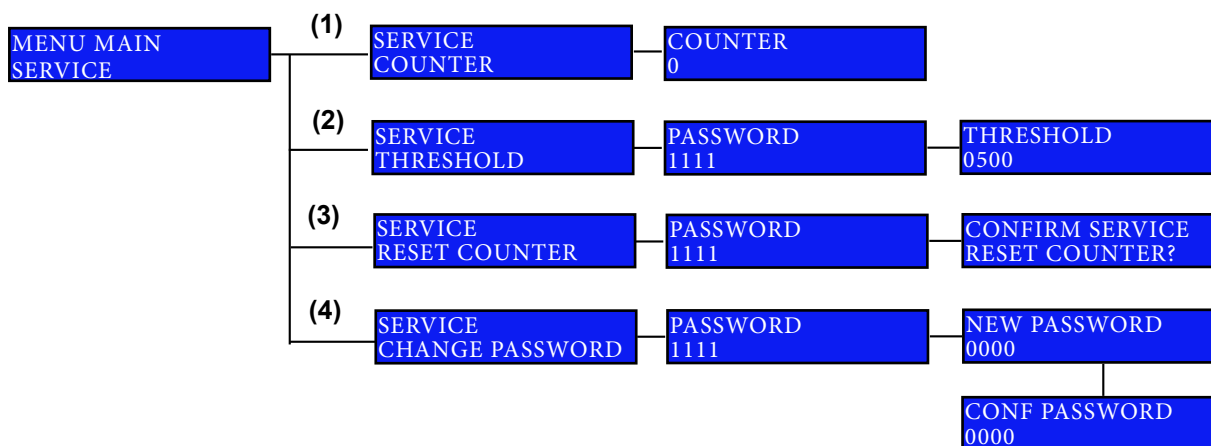 MENU MAIN
SERVICE
(1)
SERVICE
COUNTER
COUNTER
0
(2)
SERVICE
THRESHOLD
PASSWORD
1111
THRESHOLD
0500
(3)
SERVICE
RESET COUNTER
PASSWORD
1111
CONFIRM SERVICE
RESET COUNTER?
(4)
SERVICE
CHANGE PASSWORD
PASSWORD
1111
NEW PASSWORD
0000
CONF PASSWORD
0000